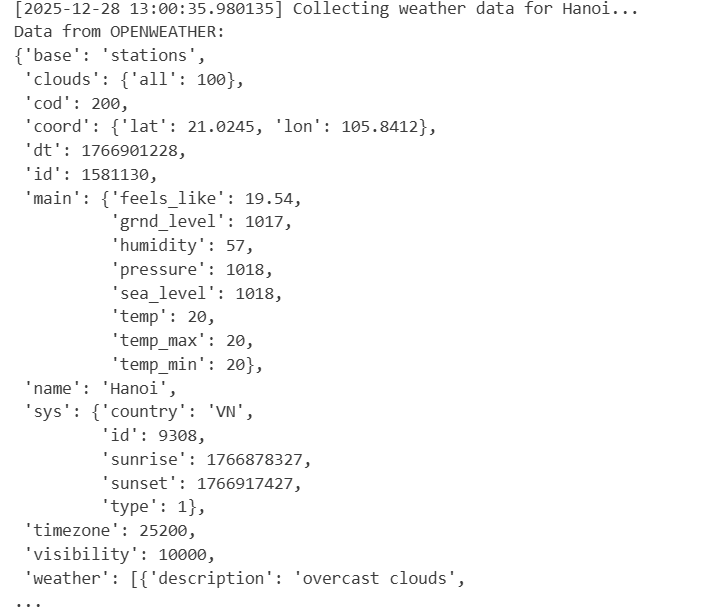 [2025-12-28 13:00:35.980135] Collecting weather data for Hanoi...
Data from OPENWEATHER:
{'base': 'stations',
 'clouds': {'all': 100},
 'cod': 200,
 'coord': {'lat': 21.0245, 'lon': 105.8412},
 'dt': 1766901228,
 'id': 1581130,
 'main': {'feels_like': 19.54,
          'grnd_level': 1017,
          'humidity': 57,
          'pressure': 1018,
          'sea_level': 1018,
          'temp': 20,
          'temp_max': 20,
          'temp_min': 20},
 'name': 'Hanoi',
 'sys': {'country': 'VN',
         'id': 9308,
         'sunrise': 1766878327,
         'sunset': 1766917427,
         'type': 1},
 'timezone': 25200,
 'visibility': 10000,
 'weather': [{'description': 'overcast clouds',
...